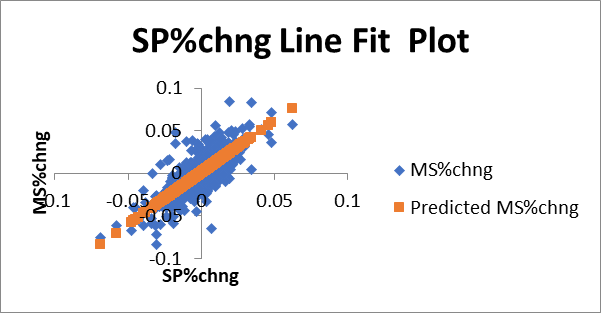 SP%chng Line Fit  Plot
0.1
0.05
0
-0.05
-0.1
-0.1
-0.05
0
0.05
0.1
MS%chng
SP%chng
MS%chng
Predicted MS%chng